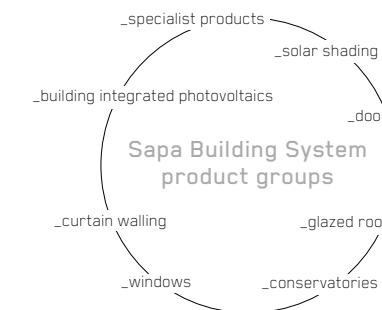 _specialist products
_solar shading
_building integrated photovoltaics
_doo
Sapa Building System
product groups
_curtain walling
_glazed roo
_windows
_conservatories